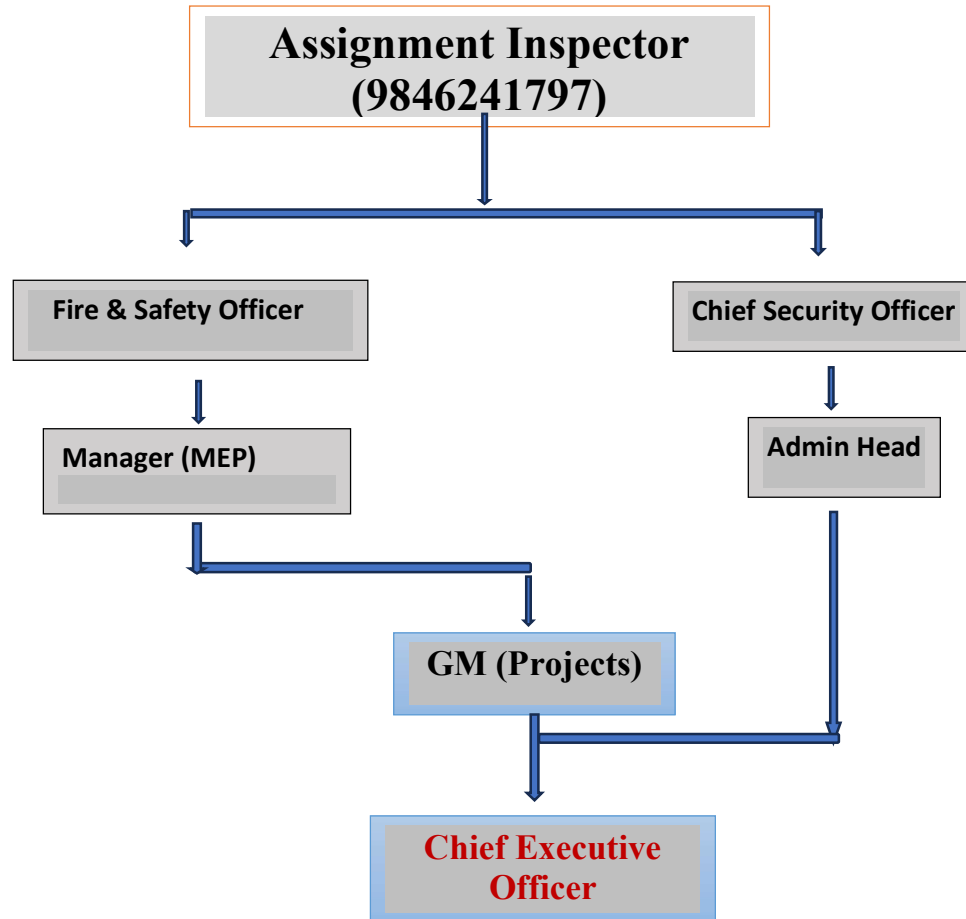 Assignment Inspector
(9846241797)
Fire & Safety Officer
Chief Security Officer
Manager (MEP)
Admin Head
GM (Projects)
Chief Executive
Officer